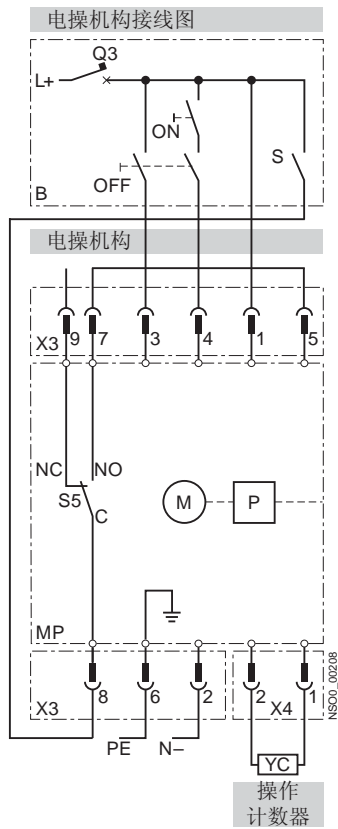 电操机构接线图
Q3
L+
ON
S
OFF
B
电操机构
X3 9 7 3 4 1 5
NC NO
S5
C
M P
MP
X3 8 6 2 2 X4 1
PE N–
YC
NSO0_00208
操作
计数器